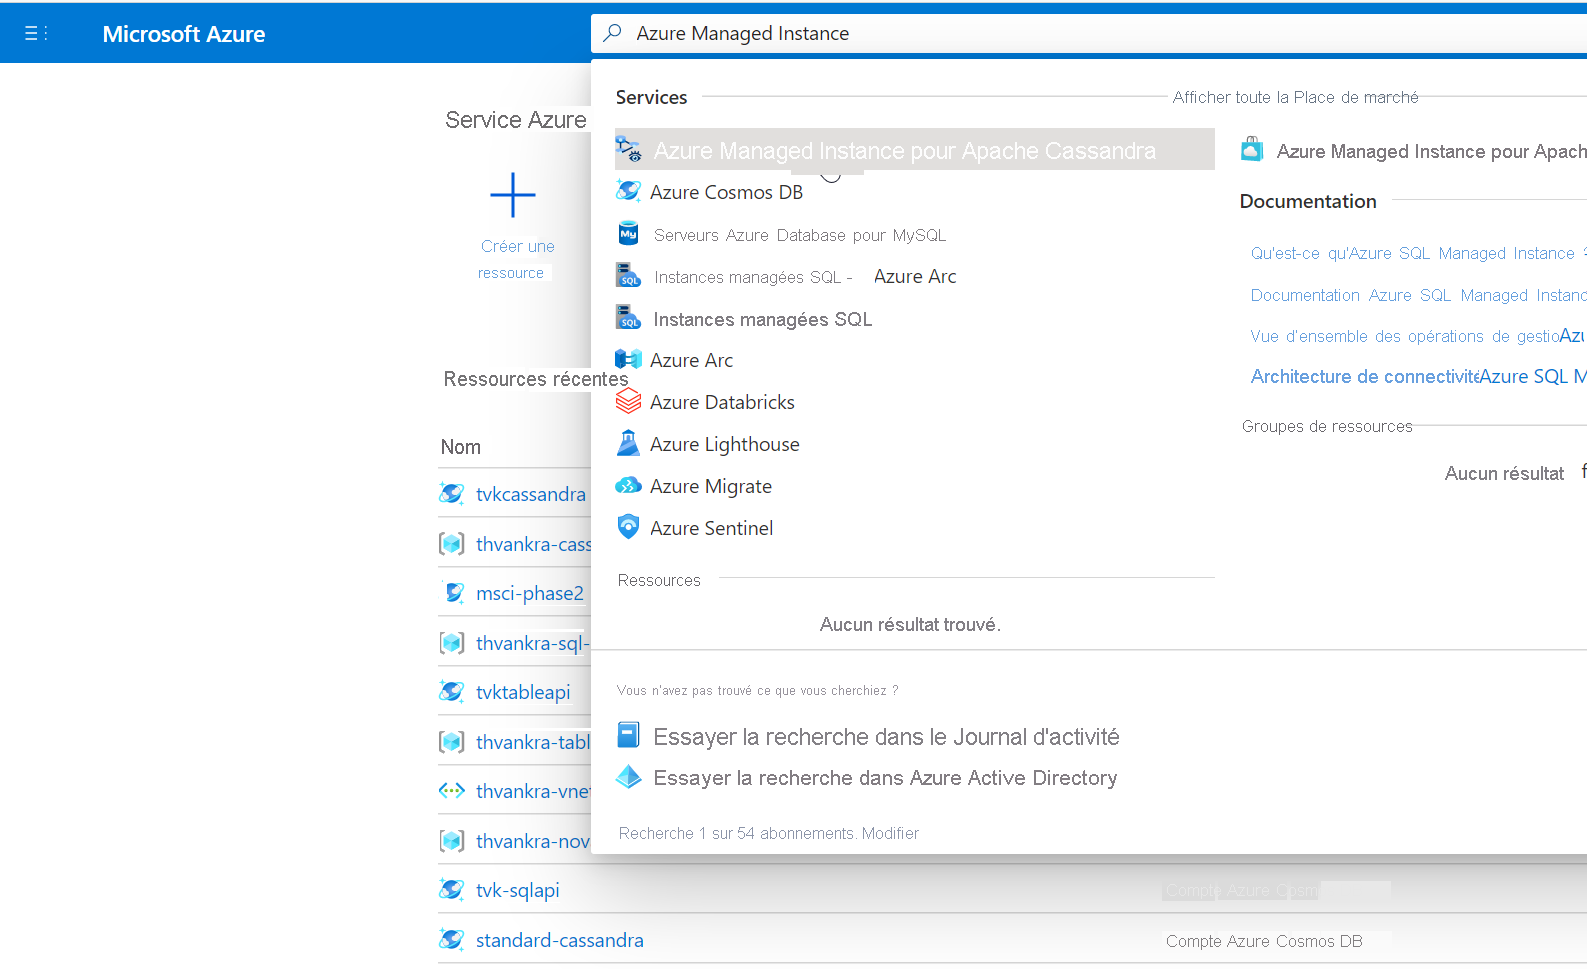 Microsoft Azure
Azure Managed Instance
Service Azure
Créer une
ressource
Ressources récentes
Nom
tvkcassandra
thvankra-cass
msci-phase2
thvankra-sql-
tvktableapi
thvankra-tabl
thvankra-vnet
thvankra-nov
tvk-sqlapi
Compte Azure Cosm
standard-cassandra
Compte Azure Cosmos DB
Services
Azure Managed Instance pour Apache Cassandra
Azure Cosmos DB
Serveurs Azure Database pour MySQL
Instances managées SQL - Azure Arc
Instances managées SQL
Azure Arc
Azure Databricks
Azure Lighthouse
Azure Migrate
Azure Sentinel
Ressources
Aucun résultat trouvé.
Afficher toute la Place de marché
Azure Managed Instance pour Apach
Documentation
Qu'est-ce qu'Azure SQL Managed Instance ?
Documentation Azure SQL Managed Instanc
Vue d'ensemble des opérations de gestio Azu
Architecture de connectivité Azure SQL M
Groupes de ressources
Aucun résultat f
Vous n'avez pas trouvé ce que vous cherchiez ?
Essayer la recherche dans le Journal d'activité
Essayer la recherche dans Azure Active Directory
Recherche 1 sur 54 abonnements. Modifier